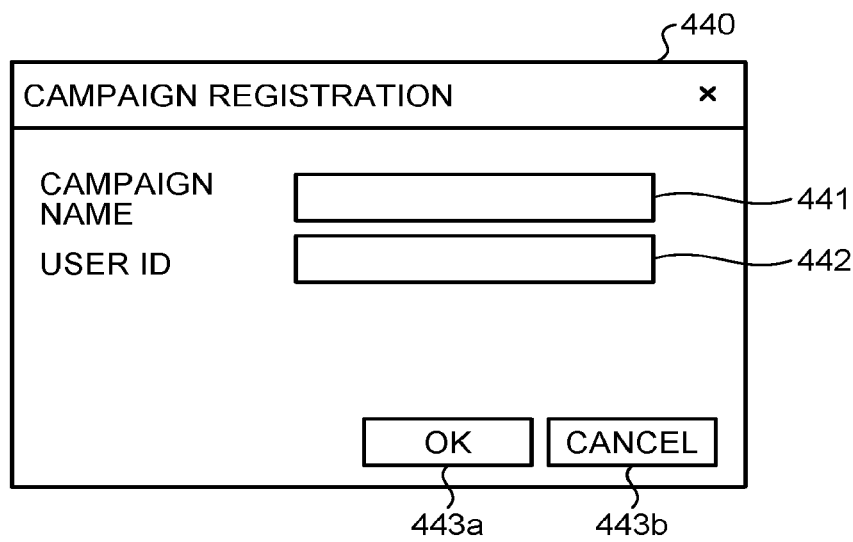 440
CAMPAIGN REGISTRATION ×
CAMPAIGN
NAME
441
USER ID
442
OK CANCEL
443a 443b